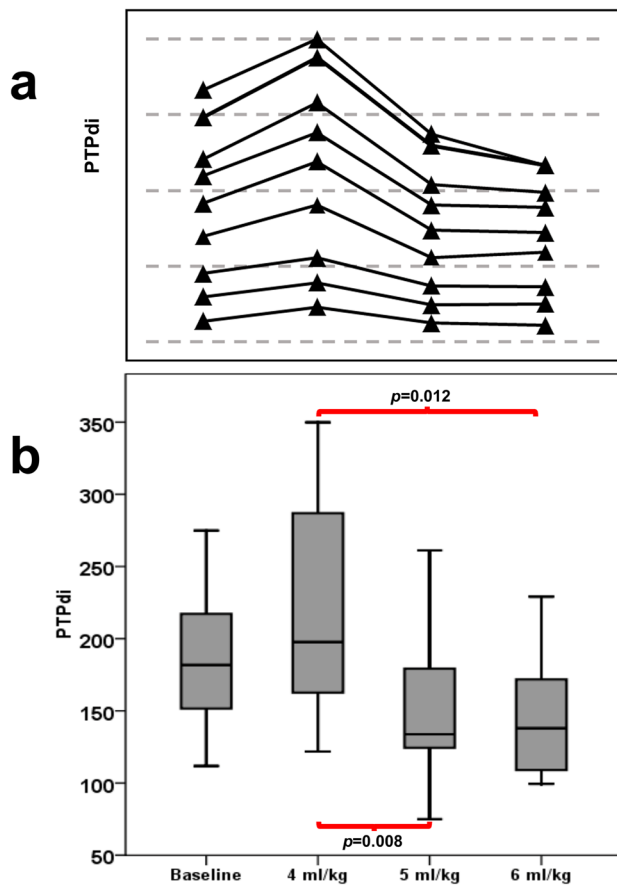 a
PTPdi
p=0.012
b
350
300
250
200
150
100
50
PTPdi
p=0.008
Baseline 4 ml/kg 5 ml/kg 6 ml/kg